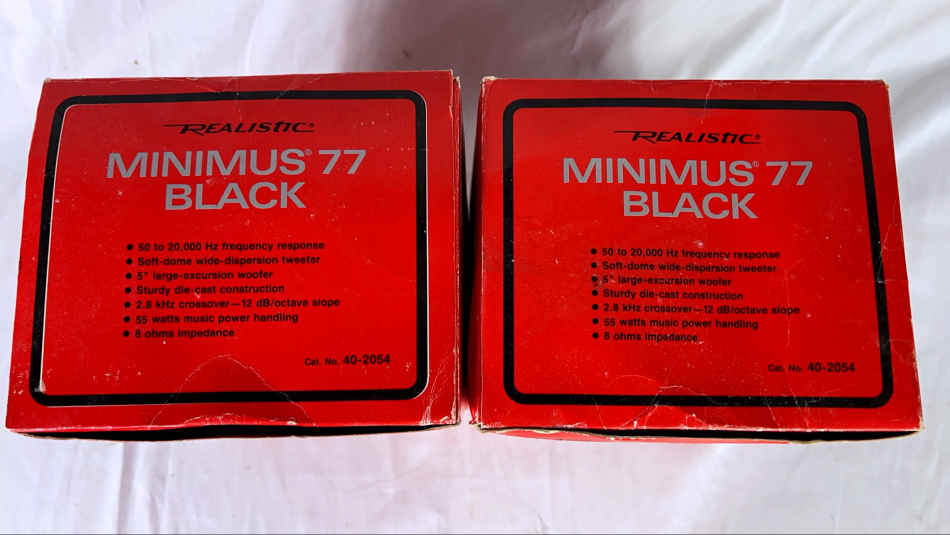 REALISTIC®
MINIMUS® 77
BLACK
• 50 to 20,000 Hz frequency response
• Soft-dome wide-dispersion tweeter
• 5" large-excursion woofer
• Sturdy die-cast construction
• 2.8 kHz crossover—12 dB/octave slope
• 55 watts music power handling
• 8 ohms impedance
Cat. No. 40-2054
REALISTIC®
MINIMUS® 77
BLACK
• 50 to 20,000 Hz frequency response
• Soft-dome wide-dispersion tweeter
• 5" large-excursion woofer
• Sturdy die-cast construction
• 2.8 kHz crossover—12 dB/octave slope
• 55 watts music power handling
• 8 ohms impedance
Cat. No. 40-2054